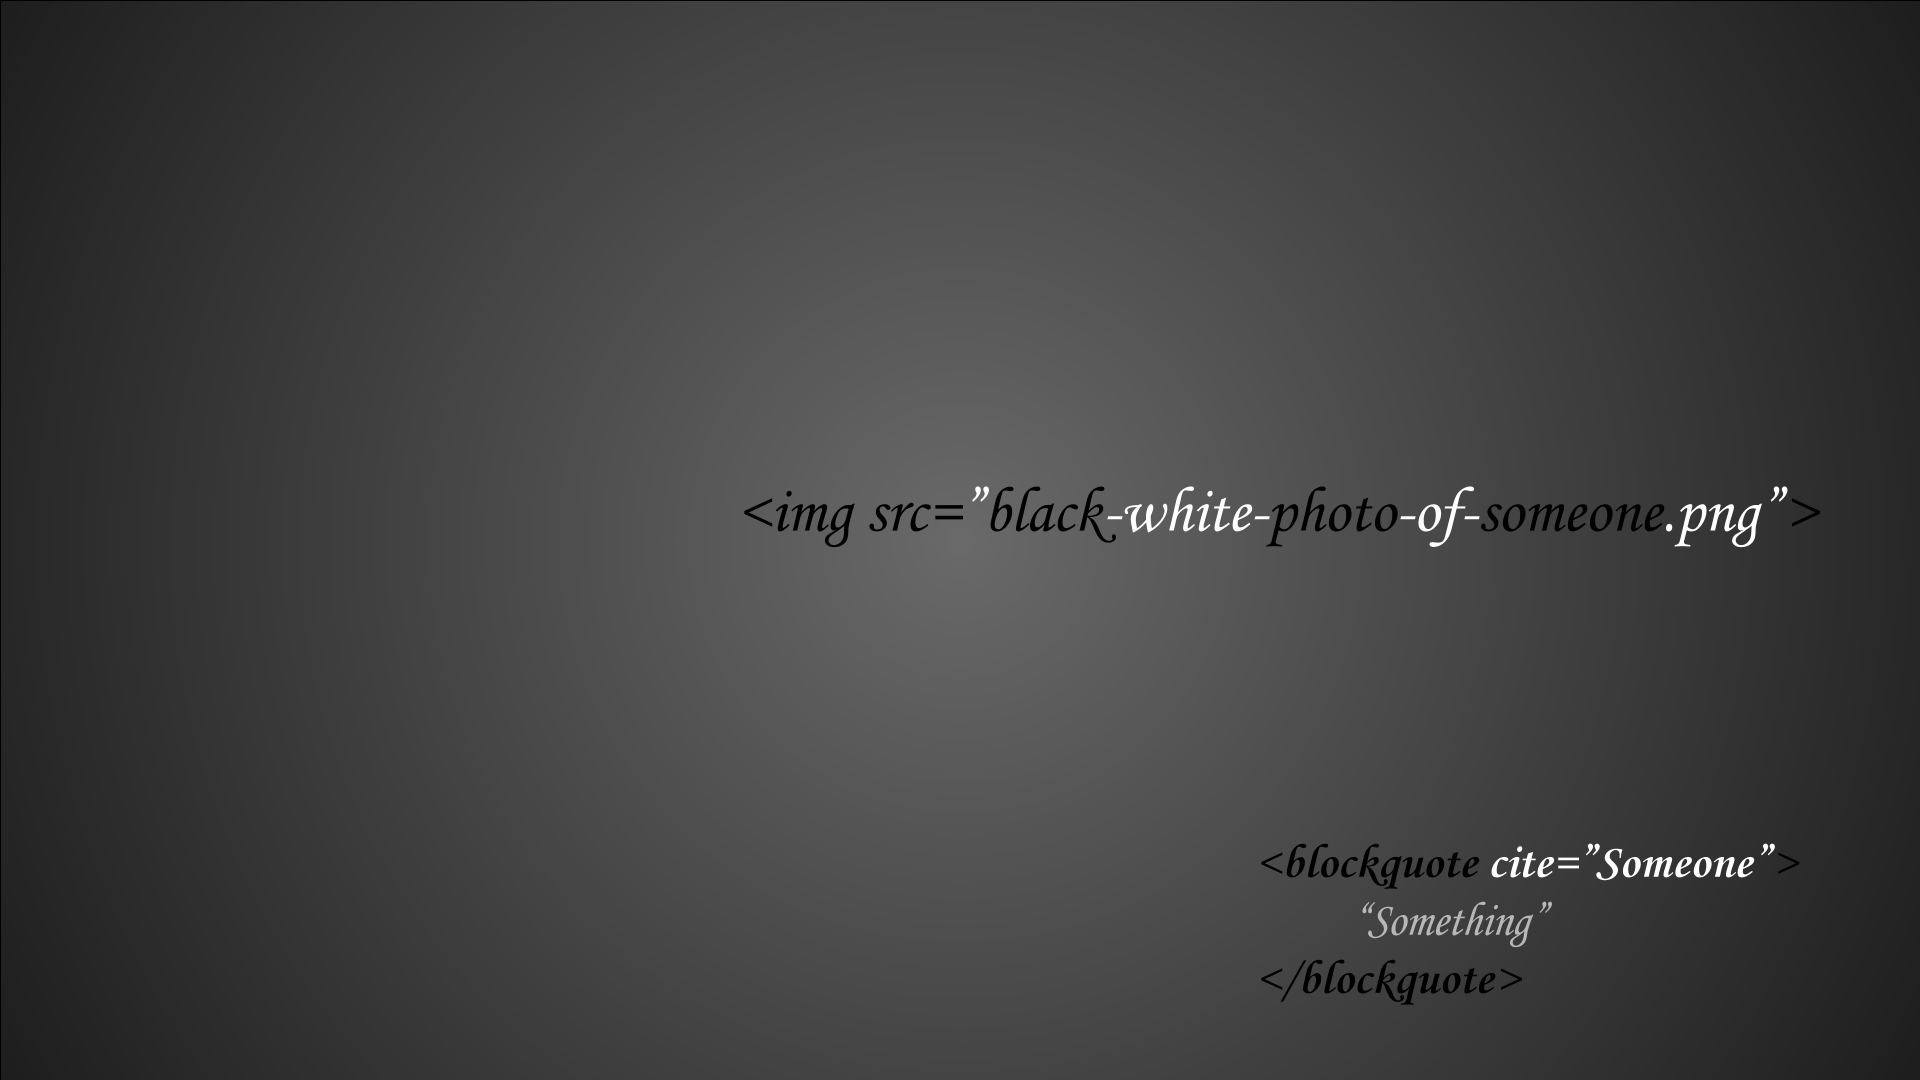 <img src=”black-white-photo-of-someone.png”>
<blockquote cite=”Someone”>
“Something”
</blockquote>